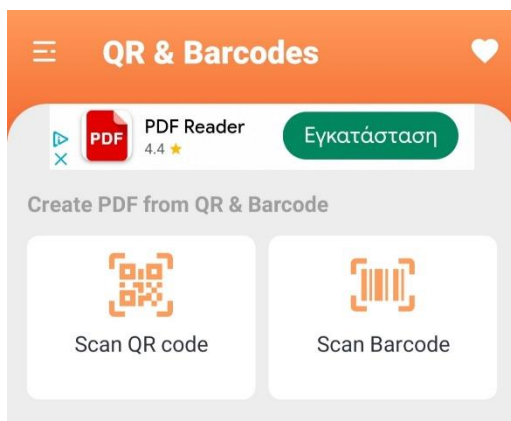 QR & Barcodes
PDF
PDF Reader
4.4 ★
Εγκατάσταση
Create PDF from QR & Barcode
Scan QR code
Scan Barcode